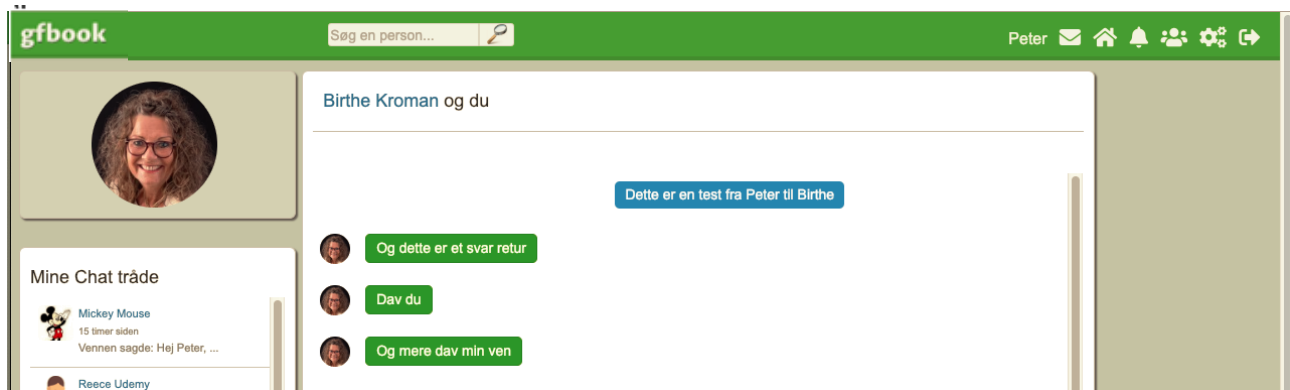 gfbook
Søg en person...
Peter
Birthe Kroman og du
Dette er en test fra Peter til Birthe
Og dette er et svar retur
Dav du
Og mere dav min ven
Mine Chat tråde
Mickey Mouse
15 timer siden
Vennen sagde: Hej Peter, ...
Reece Udemy